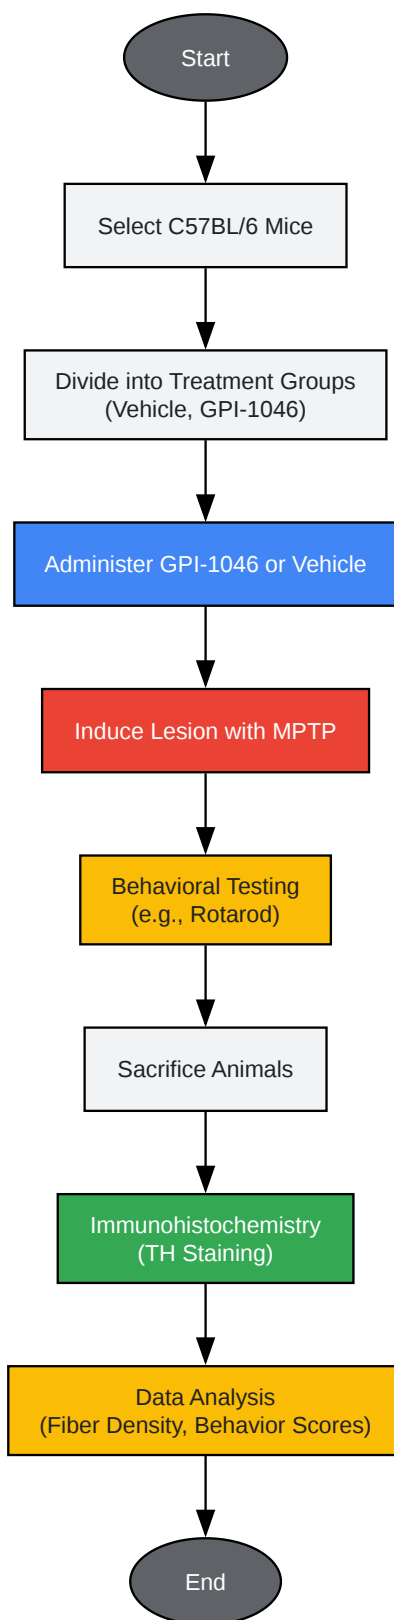 Start
Select C57BL/6 Mice
Divide into Treatment Groups
(Vehicle, GPI-1046)
Administer GPI-1046 or Vehicle
Induce Lesion with MPTP
Behavioral Testing
(e.g., Rotarod)
Sacrifice Animals
Immunohistochemistry
(TH Staining)
Data Analysis
(Fiber Density, Behavior Scores)
End